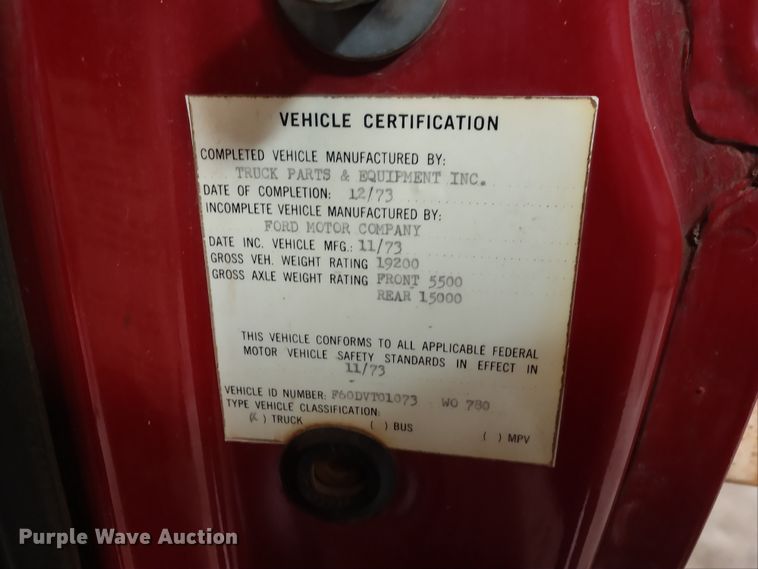 VEHICLE CERTIFICATION
COMPLETED VEHICLE MANUFACTURED BY:
TRUCK PARTS & EQUIPMENT INC.
DATE OF COMPLETION: 12/73
INCOMPLETE VEHICLE MANUFACTURED BY:
FORD MOTOR COMPANY
DATE INC. VEHICLE MFG.: 11/73
GROSS VEH. WEIGHT RATING 19200
GROSS AXLE WEIGHT RATING FRONT 5500
REAR 15000
THIS VEHICLE CONFORMS TO ALL APPLICABLE FEDERAL
MOTOR VEHICLE SAFETY STANDARDS IN EFFECT IN
11/73
VEHICLE ID NUMBER: F60DVT01073 WO 780
TYPE VEHICLE CLASSIFICATION:
(X) TRUCK ( ) BUS ( ) MPV
Purple Wave Auction